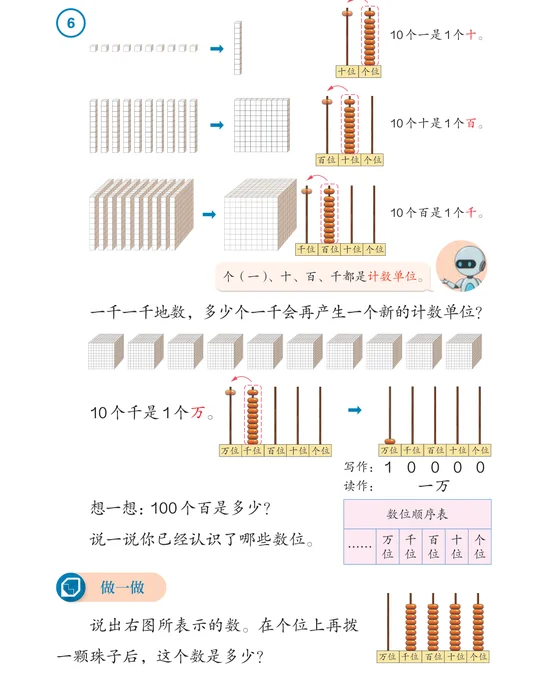 6
10个一是1个十。
十位 个位
10个十是1个百。
百位 十位 个位
10个百是1个千。
千位 百位 十位 个位
个（一）、十、百、千都是计数单位。
一千一千地数，多少个一千会再产生一个新的计数单位？
10个千是1个万。
万位 千位 百位 十位 个位
万位 千位 百位 十位 个位
写作：1 0 0 0 0
读作：一万
想一想：100个百是多少？
说一说你已经认识了哪些数位。
数位顺序表
…… 万位 千位 百位 十位 个位
做一做
说出右图所表示的数。在个位上再拨
一颗珠子后，这个数是多少？
万位 千位 百位 十位 个位